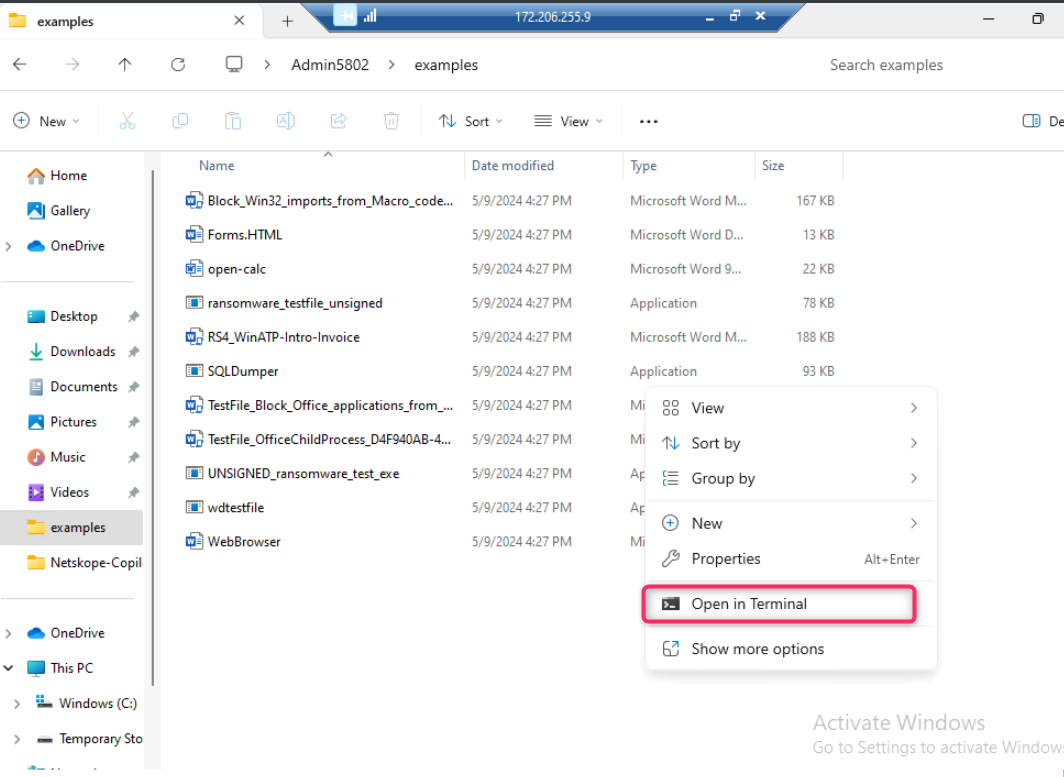 examples
172.206.255.9
Admin5802 > examples
Search examples
New
Sort
View
De
Name Date modified Type Size
Home
Gallery
OneDrive
Desktop
Downloads
Documents
Pictures
Music
Videos
examples
Netskope-Copil
OneDrive
This PC
Windows (C:)
Temporary Sto
Block_Win32_imports_from_Macro_code... 5/9/2024 4:27 PM Microsoft Word M... 167 KB
Forms.HTML 5/9/2024 4:27 PM Microsoft Word D... 13 KB
open-calc 5/9/2024 4:27 PM Microsoft Word 9... 22 KB
ransomware_testfile_unsigned 5/9/2024 4:27 PM Application 78 KB
RS4_WinATP-Intro-Invoice 5/9/2024 4:27 PM Microsoft Word M... 188 KB
SQLDumper 5/9/2024 4:27 PM Application 93 KB
TestFile_Block_Office_applications_from_... 5/9/2024 4:27 PM Mi
TestFile_OfficeChildProcess_D4F940AB-4... 5/9/2024 4:27 PM Mi
UNSIGNED_ransomware_test_exe 5/9/2024 4:27 PM Ap
wdtestfile 5/9/2024 4:27 PM Ap
WebBrowser 5/9/2024 4:27 PM Mi
View
Sort by
Group by
New
Properties Alt+Enter
Open in Terminal
Show more options
Activate Windows
Go to Settings to activate Windows